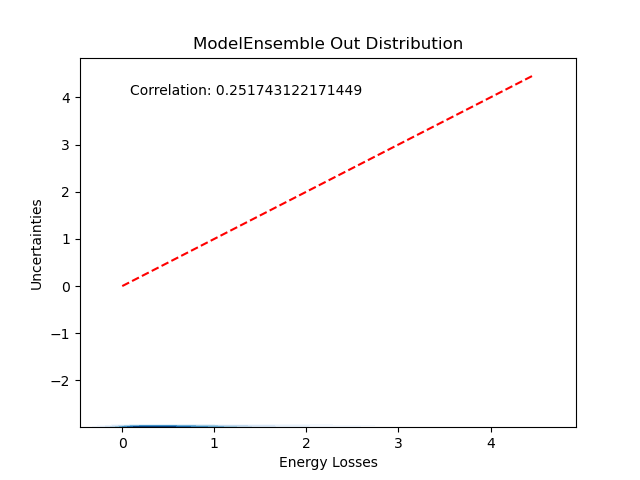 ModelEnsemble Out Distribution
Correlation: 0.251743122171449
Uncertainties
4
3
2
1
0
−1
−2
0 1 2 3 4
Energy Losses